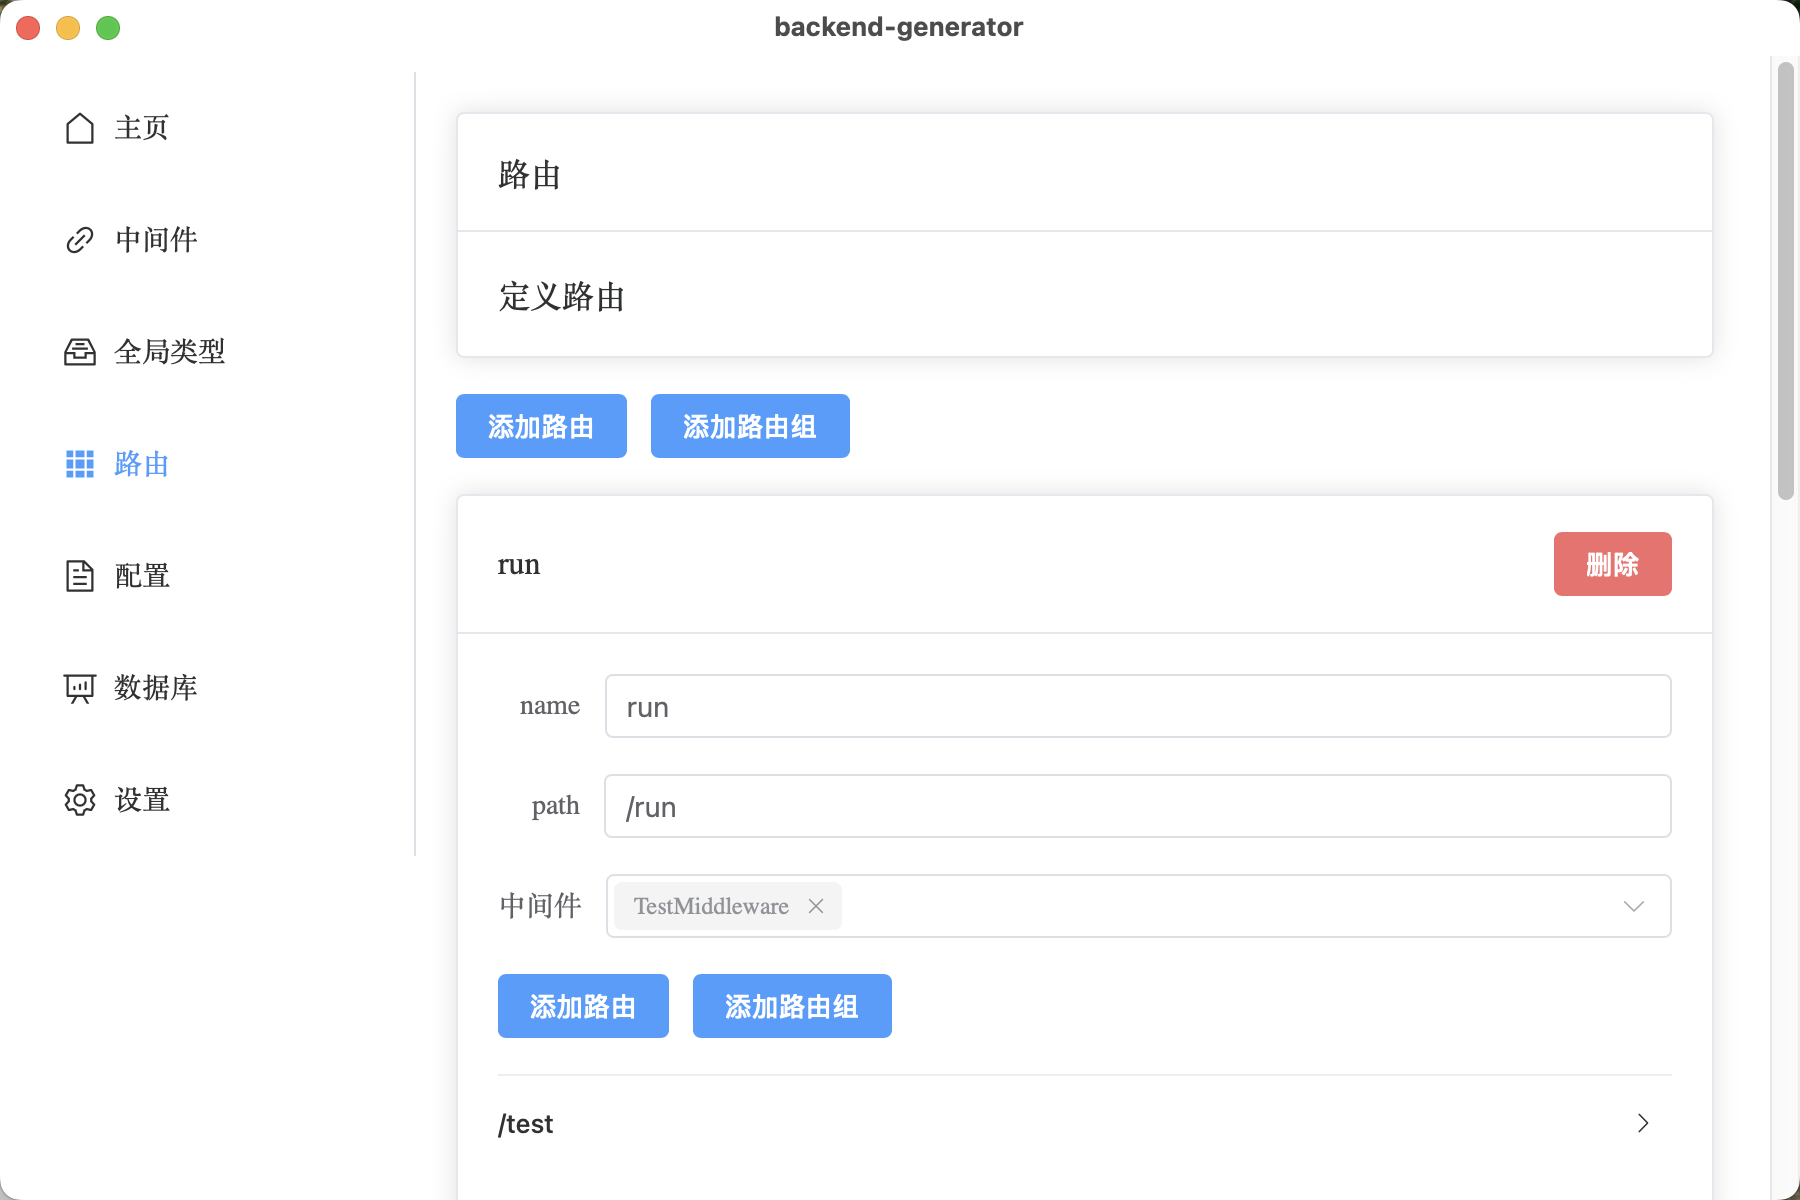 backend-generator
主页
中间件
全局类型
路由
配置
数据库
设置
路由
定义路由
添加路由 添加路由组
run 删除
name run
path /run
中间件 TestMiddleware
添加路由 添加路由组
/test